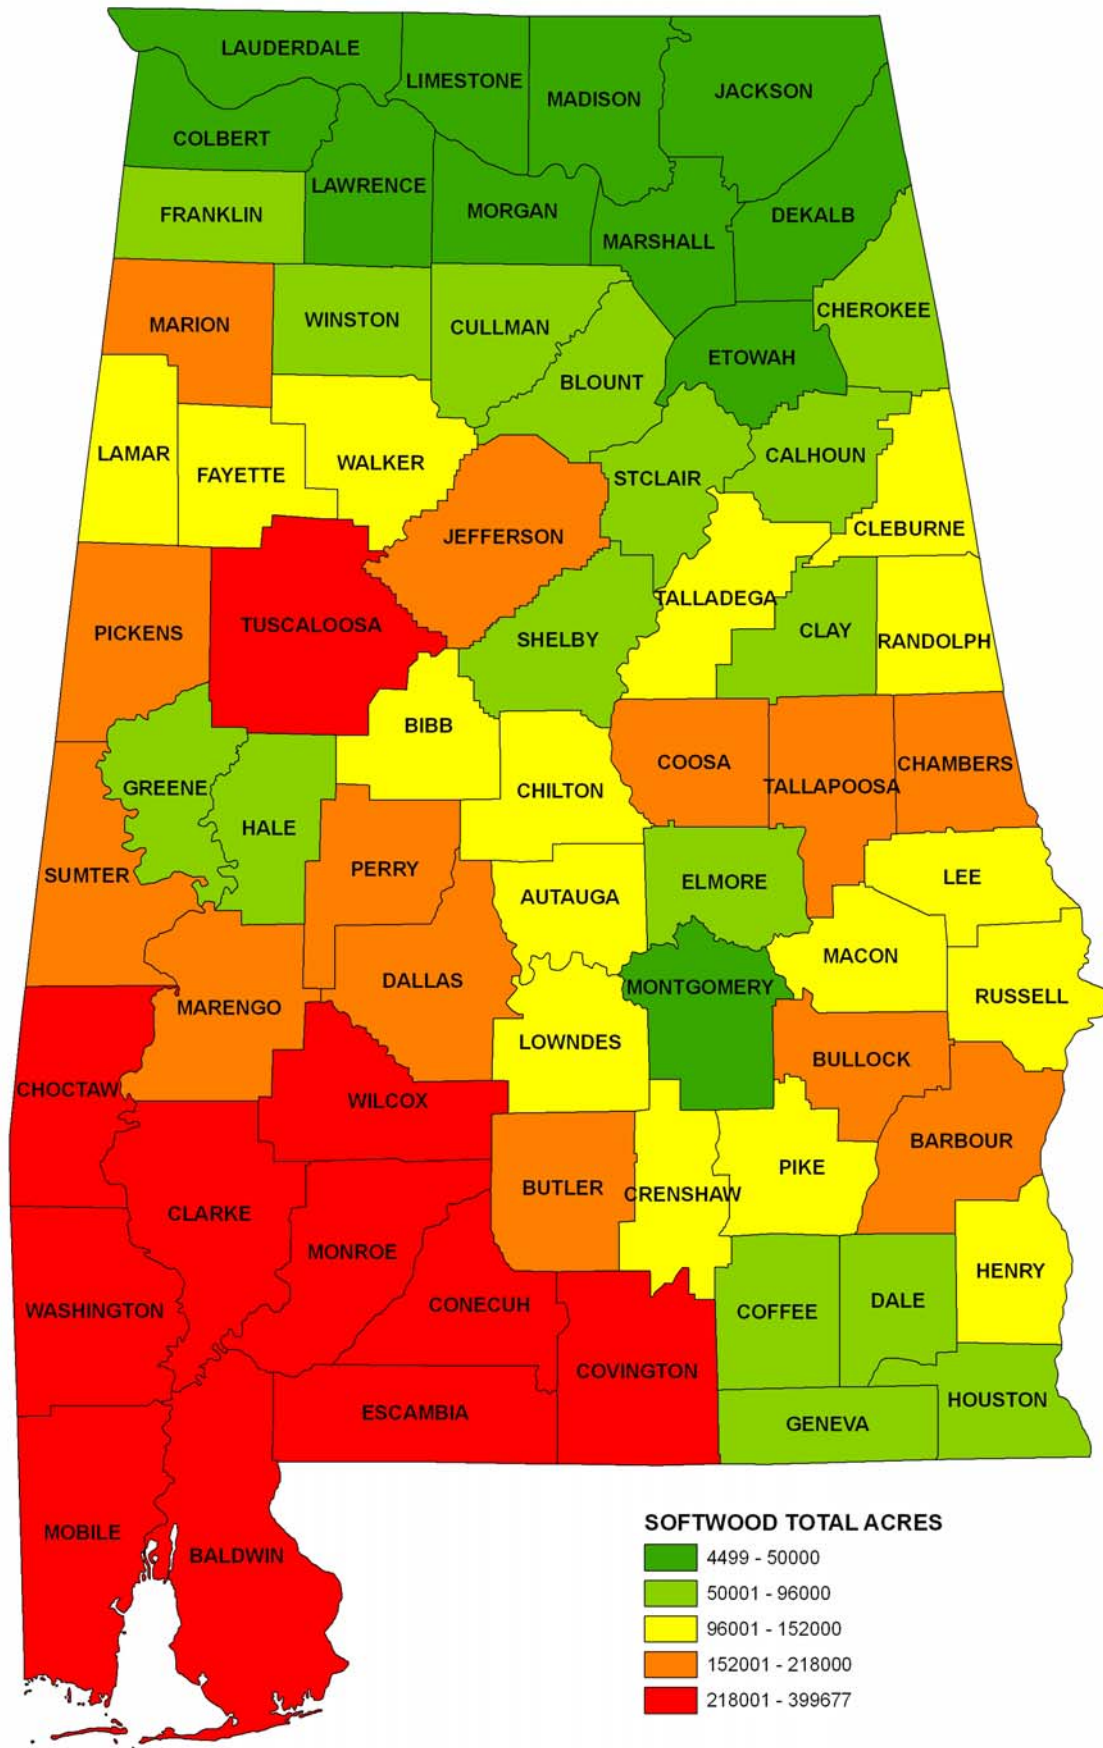 LAUDERDALE
LIMESTONE
MADISON
JACKSON
COLBERT
LAWRENCE
FRANKLIN
MORGAN
MARSHALL
DEKALB
MARION
WINSTON
CULLMAN
CHEROKEE
ETOWAH
BLOUNT
LAMAR
FAYETTE
WALKER
STCLAIR
CALHOUN
JEFFERSON
CLEBURNE
PICKENS
TUSCALOOSA
SHELBY
TALLADEGA
CLAY
RANDOLPH
BIBB
COOSA
TALLAPOOSA
CHAMBERS
GREENE
HALE
CHILTON
SUMTER
PERRY
AUTAUGA
ELMORE
LEE
MACON
DALLAS
MARENGO
MONTGOMERY
RUSSELL
LOWNDES
BULLOCK
CHOCTAW
WILCOX
BARBOUR
CLARKE
BUTLER
CRENSHAW
PIKE
MONROE
WASHINGTON
CONECUH
COFFEE
DALE
HENRY
COVINGTON
ESCAMBIA
GENEVA
HOUSTON
MOBILE
BALDWIN
SOFTWOOD TOTAL ACRES
4499 - 50000
50001 - 96000
96001 - 152000
152001 - 218000
218001 - 399677